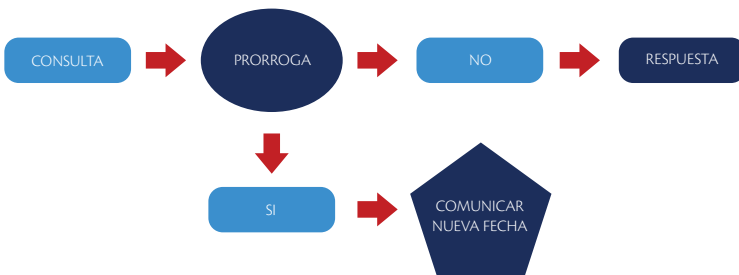 CONSULTA
PRORROGA
NO
RESPUESTA
SI
COMUNICAR
NUEVA FECHA